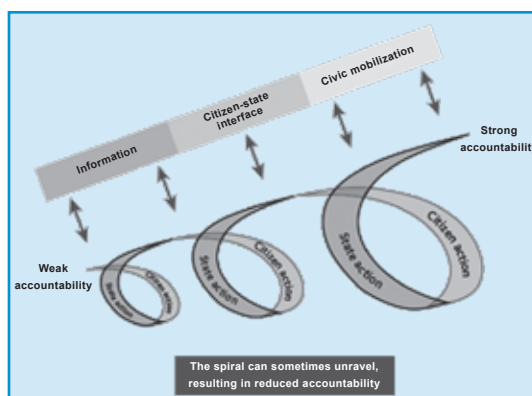 Civic mobilization
Citizen-state
interface
Information
Strong
accountability
State action
Citizen action
State action
Citizen action
Weak
accountability
State action
Citizen action
The spiral can sometimes unravel,
resulting in reduced accountability